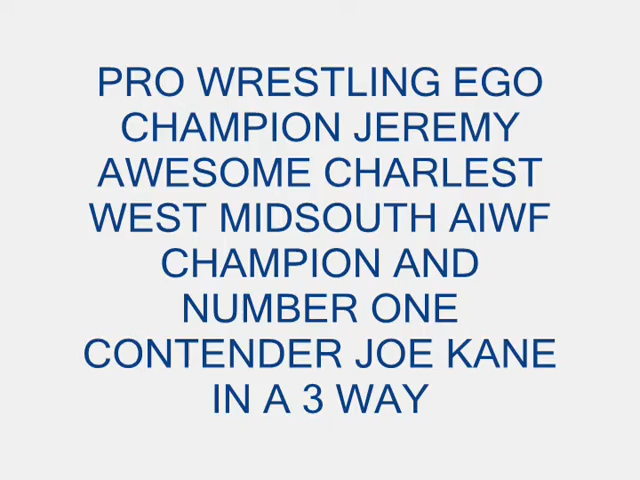 PRO WRESTLING EGO
CHAMPION JEREMY
AWESOME CHARLEST
WEST MIDSOUTH AIWF
CHAMPION AND
NUMBER ONE
CONTENDER JOE KANE
IN A 3 WAY